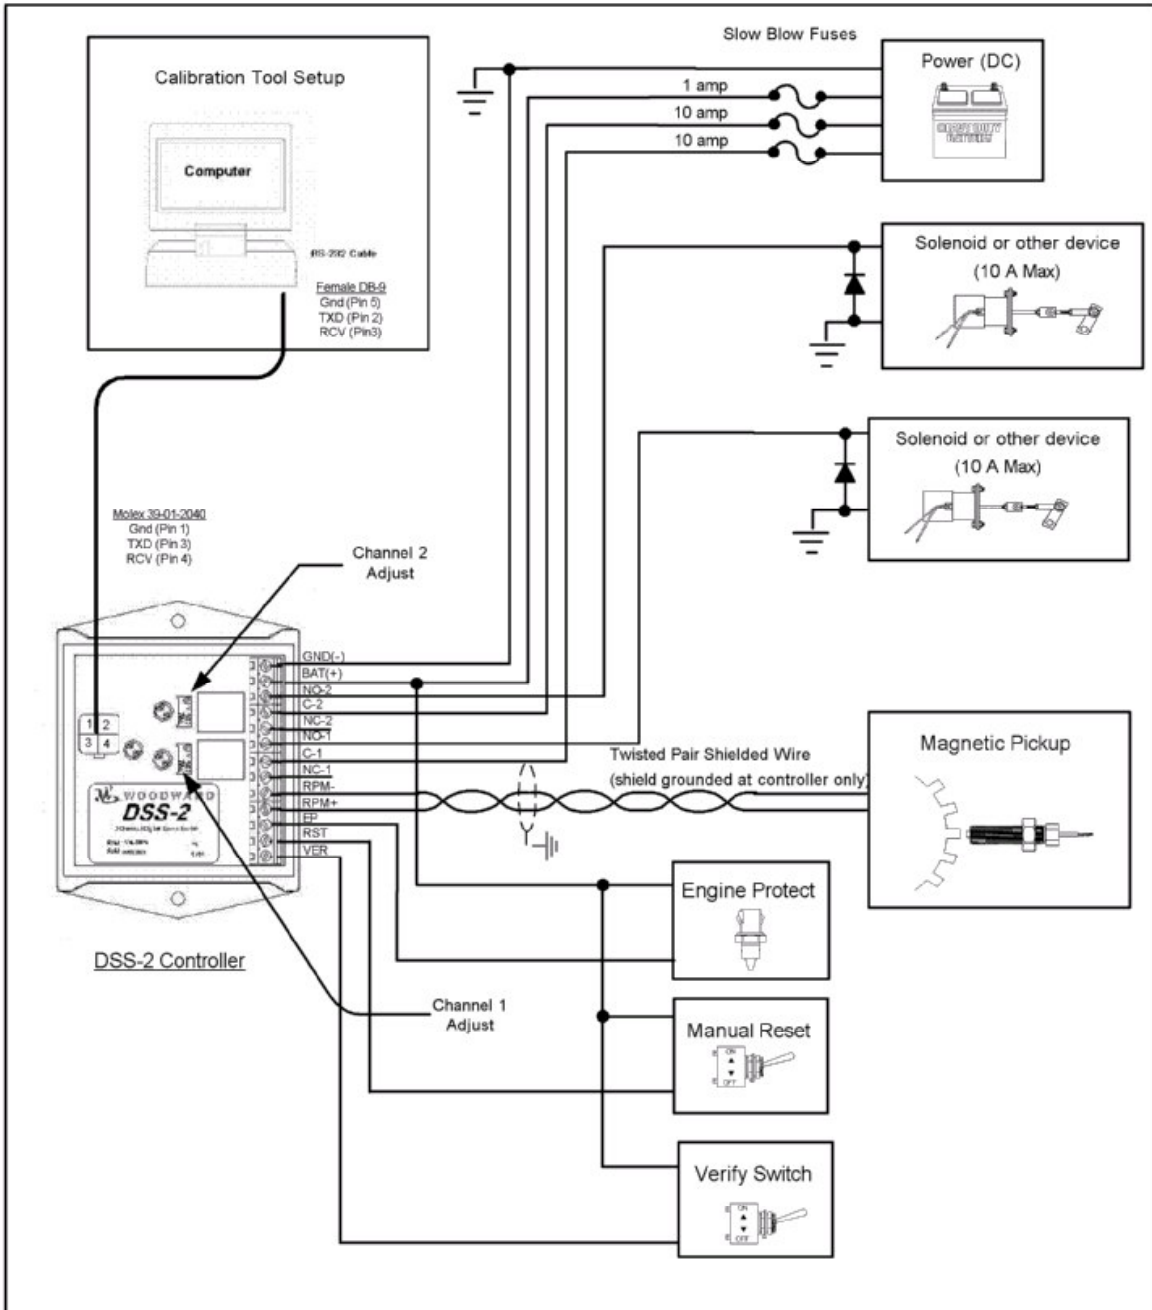 Slow Blow Fuses
Calibration Tool Setup
Computer
RS-232 Cable
Female DB-9
Gnd (Pin 5)
TXD (Pin 2)
RCV (Pin3)
1 amp
10 amp
10 amp
Power (DC)
Solenoid or other device
(10 A Max)
Solenoid or other device
(10 A Max)
Molex 39-01-2040
Gnd (Pin 1)
TXD (Pin 3)
RCV (Pin 4)
Channel 2
Adjust
GND(-)
BAT(+)
NO-2
C-2
NC-2
NO-1
C-1
NC-1
RPM-
RPM+
EP
RST
VER
1 2
3 4
WOODWARD
DSS-2
Twisted Pair Shielded Wire
(shield grounded at controller only)
Magnetic Pickup
Engine Protect
DSS-2 Controller
Channel 1
Adjust
Manual Reset
ON
OFF
Verify Switch
ON
OFF